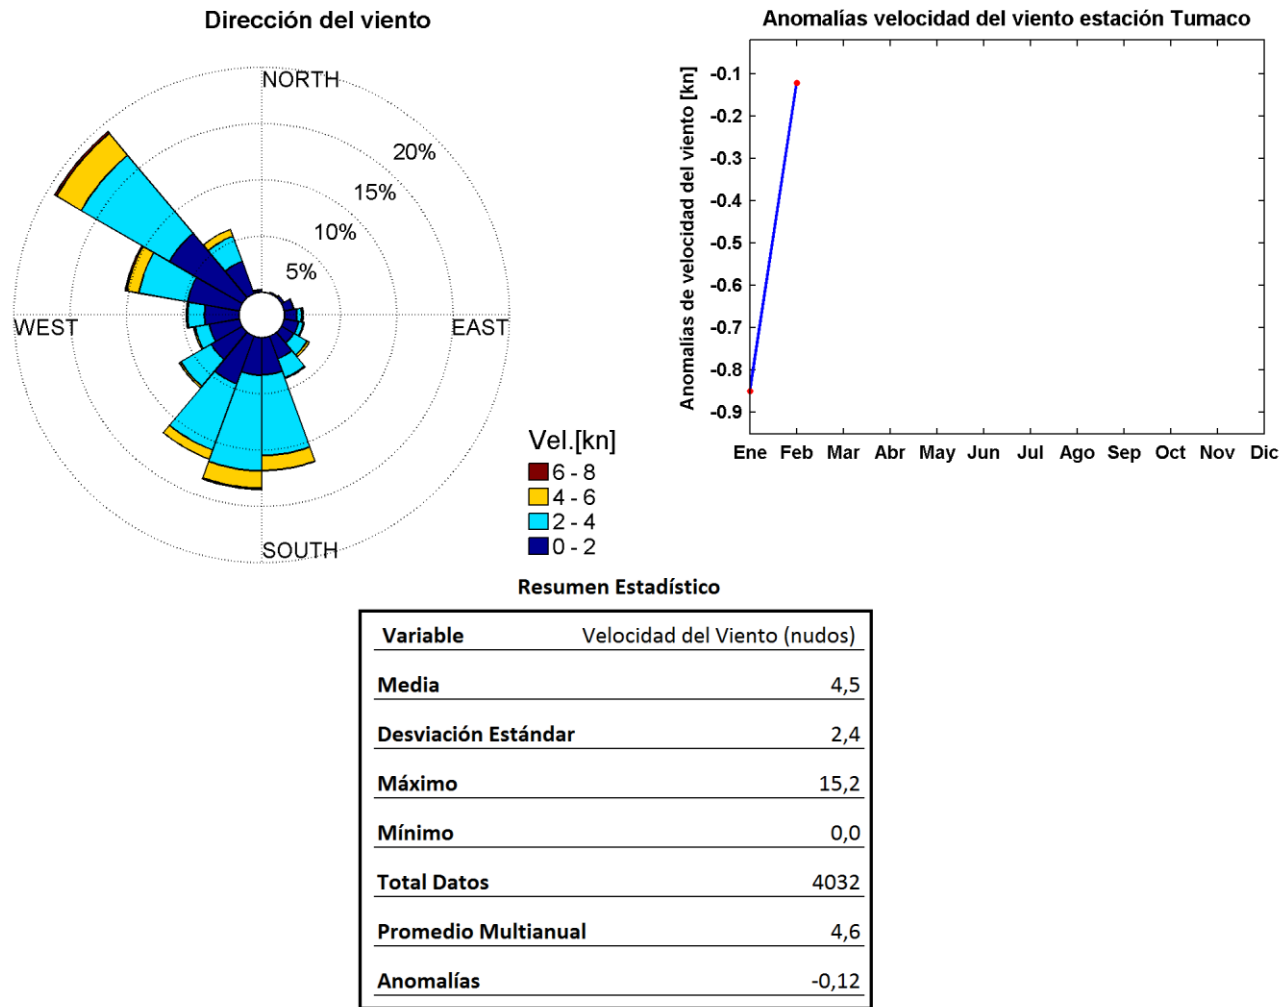 Dirección del viento
NORTH
20%
15%
10%
5%
WEST
EAST
SOUTH
Vel.[kn]
6 - 8
4 - 6
2 - 4
0 - 2
Anomalías velocidad del viento estación Tumaco
Anomalías de velocidad del viento [kn]
-0.1
-0.2
-0.3
-0.4
-0.5
-0.6
-0.7
-0.8
-0.9
Ene Feb Mar Abr May Jun Jul Ago Sep Oct Nov Dic
Resumen Estadístico
Variable Velocidad del Viento (nudos)
Media 4,5
Desviación Estándar 2,4
Máximo 15,2
Mínimo 0,0
Total Datos 4032
Promedio Multianual 4,6
Anomalías -0,12